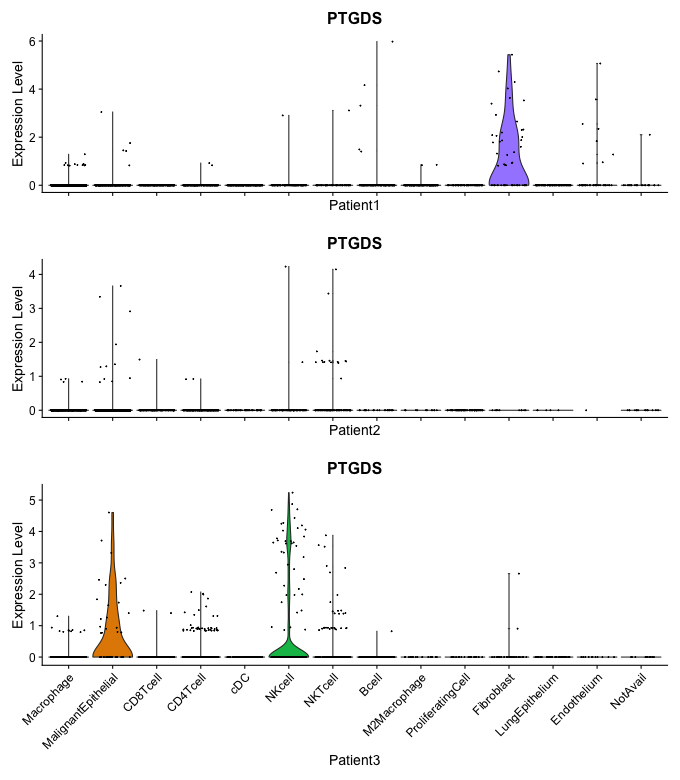 PTGDS
Expression Level
6
4
2
0
Patient1
PTGDS
Expression Level
4
3
2
1
0
Patient2
PTGDS
Expression Level
5
4
3
2
1
0
Macrophage
MalignantEpithelial
CD8Tcell
CD4Tcell
cDC
NKcell
NKTcell
Bcell
M2Macrophage
ProliferatingCell
Fibroblast
LungEpithelium
Endothelium
NotAvail
Patient3